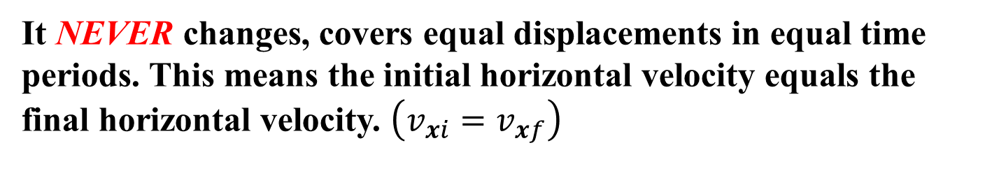 It NEVER changes, covers equal displacements in equal time
periods. This means the initial horizontal velocity equals the
final horizontal velocity. (vxi = vxf)